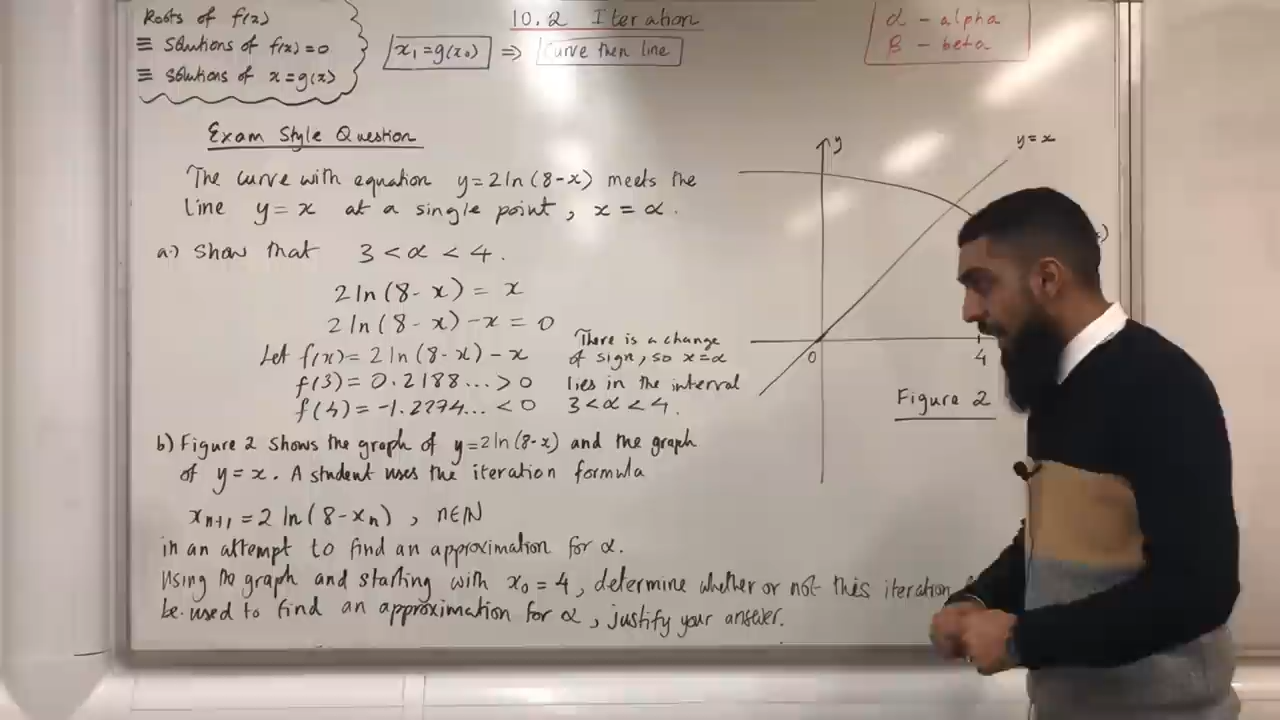 Roots of f(x)
≡ solutions of f(x)=0
≡ solutions of x=g(x)
10.2 Iteration
x₁=g(x₀) ⇒ Curve then line
α - alpha
β - beta
Exam Style Question
The curve with equation y=2ln(8-x) meets the
line y=x at a single point, x=α.
a.) Show that 3<α<4.
2ln(8-x)=x
2ln(8-x)-x=0
Let f(x)=2ln(8-x)-x
f(3)=0.2188...>0
f(4)=-1.2274...<0
There is a change
of sign, so x=α
lies in the interval
3<α<4.
b) Figure 2 shows the graph of y=2ln(8-x) and the graph
of y=x. A student uses the iteration formula
xₙ₊₁=2ln(8-xₙ), n∈ℕ
in an attempt to find an approximation for α.
Using the graph and starting with x₀=4, determine whether or not this iteration
be used to find an approximation for α, justify your answer.
y
y=x
0
4
Figure 2